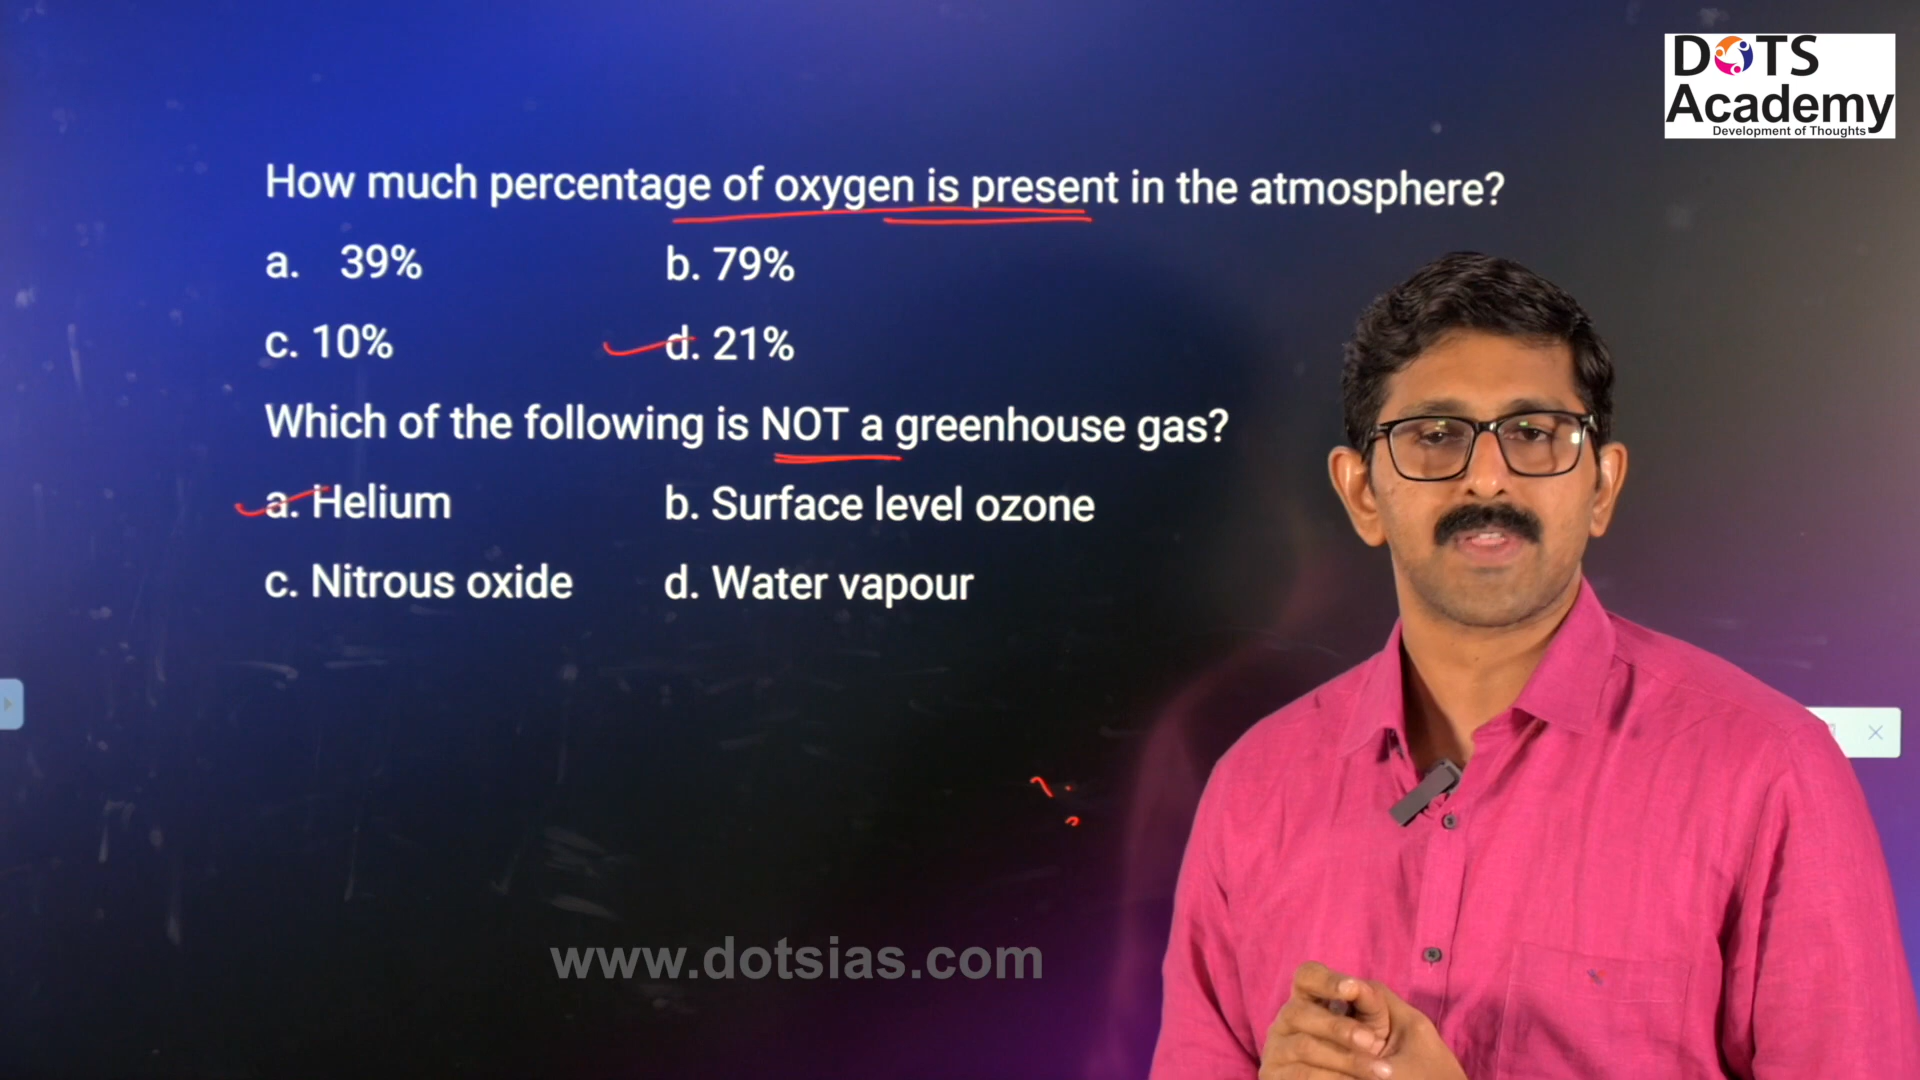 DOTS
Academy
Development of Thoughts
How much percentage of oxygen is present in the atmosphere?
a. 39% b. 79%
c. 10% d. 21%
Which of the following is NOT a greenhouse gas?
a. Helium b. Surface level ozone
c. Nitrous oxide d. Water vapour
www.dotsias.com